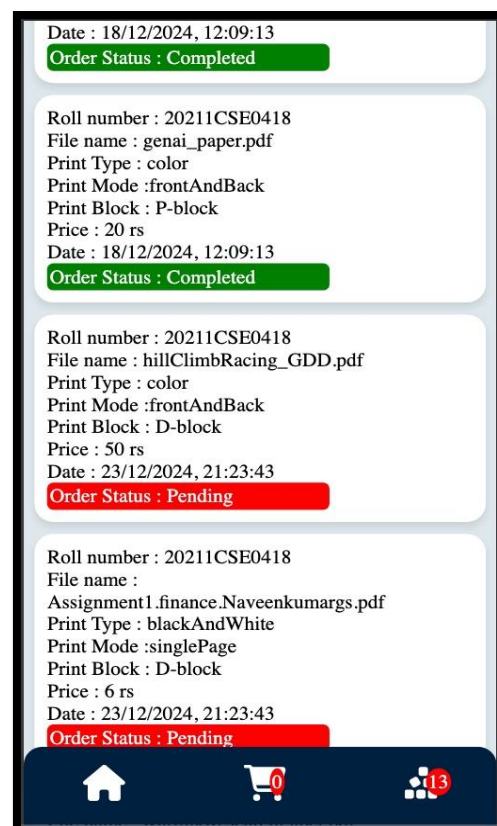 Date : 18/12/2024, 12:09:13
Order Status : Completed
Roll number : 20211CSE0418
File name : genai_paper.pdf
Print Type : color
Print Mode :frontAndBack
Print Block : P-block
Price : 20 rs
Date : 18/12/2024, 12:09:13
Order Status : Completed
Roll number : 20211CSE0418
File name : hillClimbRacing_GDD.pdf
Print Type : color
Print Mode :frontAndBack
Print Block : D-block
Price : 50 rs
Date : 23/12/2024, 21:23:43
Order Status : Pending
Roll number : 20211CSE0418
File name :
Assignment1.finance.Naveenkumargs.pdf
Print Type : blackAndWhite
Print Mode :singlePage
Print Block : D-block
Price : 6 rs
Date : 23/12/2024, 21:23:43
Order Status : Pending
0
13